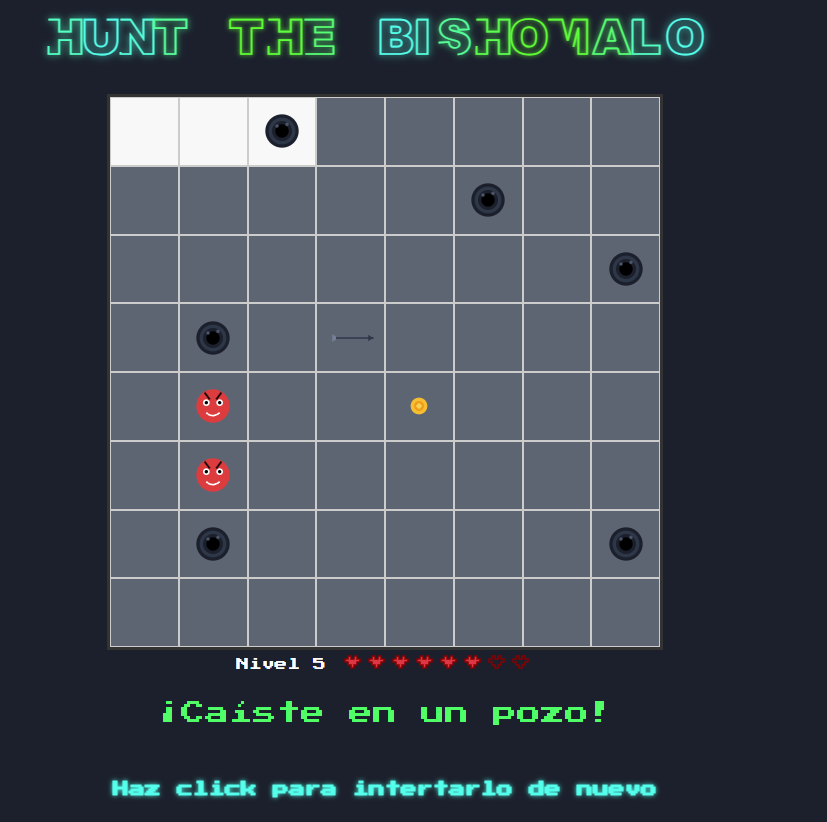 HUNT THE BISHOMALO
Nivel 5
¡Caíste en un pozo!
Haz click para intertarlo de nuevo